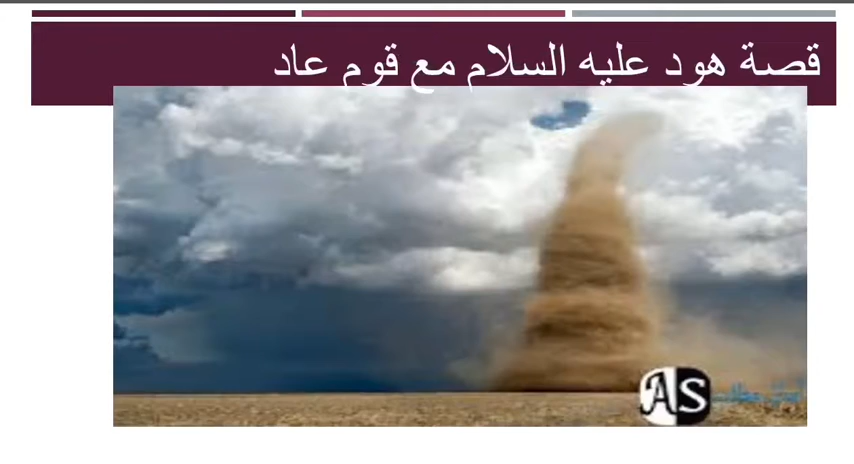 قصة هود عليه السلام مع قوم عاد
AS